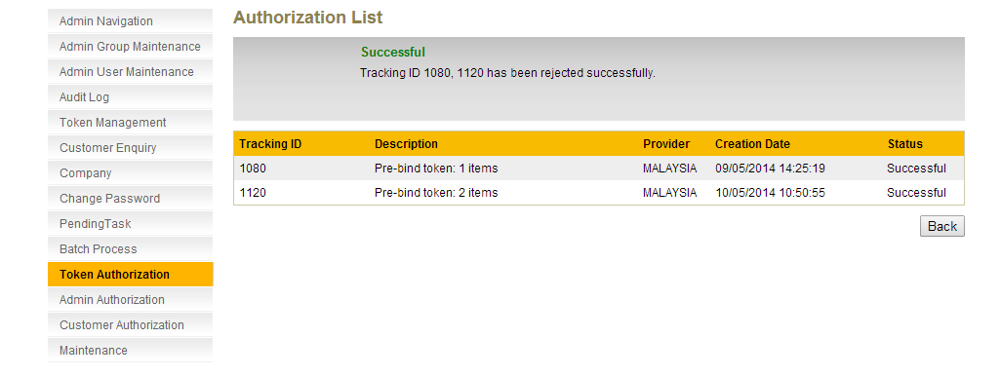 Admin Navigation
Admin Group Maintenance
Admin User Maintenance
Audit Log
Token Management
Customer Enquiry
Company
Change Password
PendingTask
Batch Process
Token Authorization
Admin Authorization
Customer Authorization
Maintenance
Authorization List
Successful
Tracking ID 1080, 1120 has been rejected successfully.
Tracking ID Description Provider Creation Date Status
1080 Pre-bind token: 1 items MALAYSIA 09/05/2014 14:25:19 Successful
1120 Pre-bind token: 2 items MALAYSIA 10/05/2014 10:50:55 Successful
Back